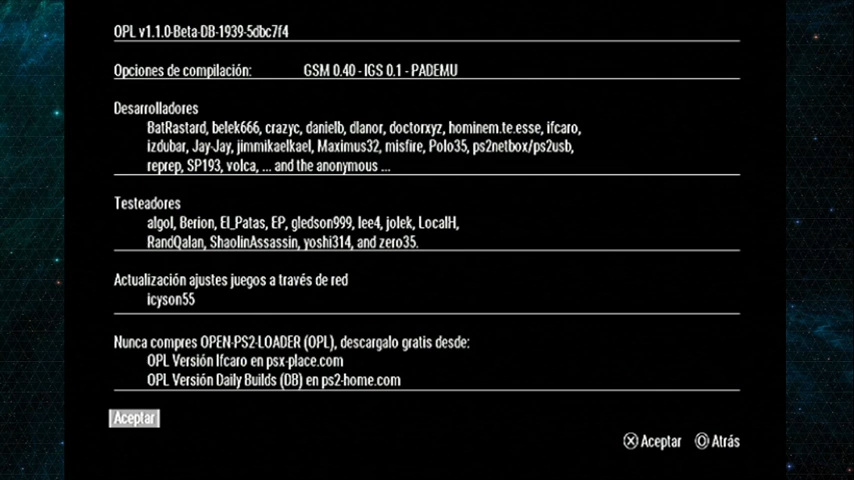 OPL v1.1.0-Beta-DB-1939-5dbc7f4
Opciones de compilación: GSM 0.40 - IGS 0.1 - PADEMU
Desarrolladores
BatRastard, belek666, crazyc, danielb, dlanor, doctorxyz, hominem.te.esse, ifcaro,
izdubar, Jay-Jay, jimmikaelkael, Maximus32, misfire, Polo35, ps2netbox/ps2usb,
reprep, SP193, volca, ... and the anonymous ...
Testeadores
algol, Berion, El_Patas, EP, gledson999, lee4, jolek, LocalH,
RandQalan, ShaolinAssassin, yoshi314, and zero35.
Actualización ajustes juegos a través de red
icyson55
Nunca compres OPEN-PS2-LOADER (OPL), descargalo gratis desde:
OPL Versión Ifcaro en psx-place.com
OPL Versión Daily Builds (DB) en ps2-home.com
Aceptar
Aceptar Atrás